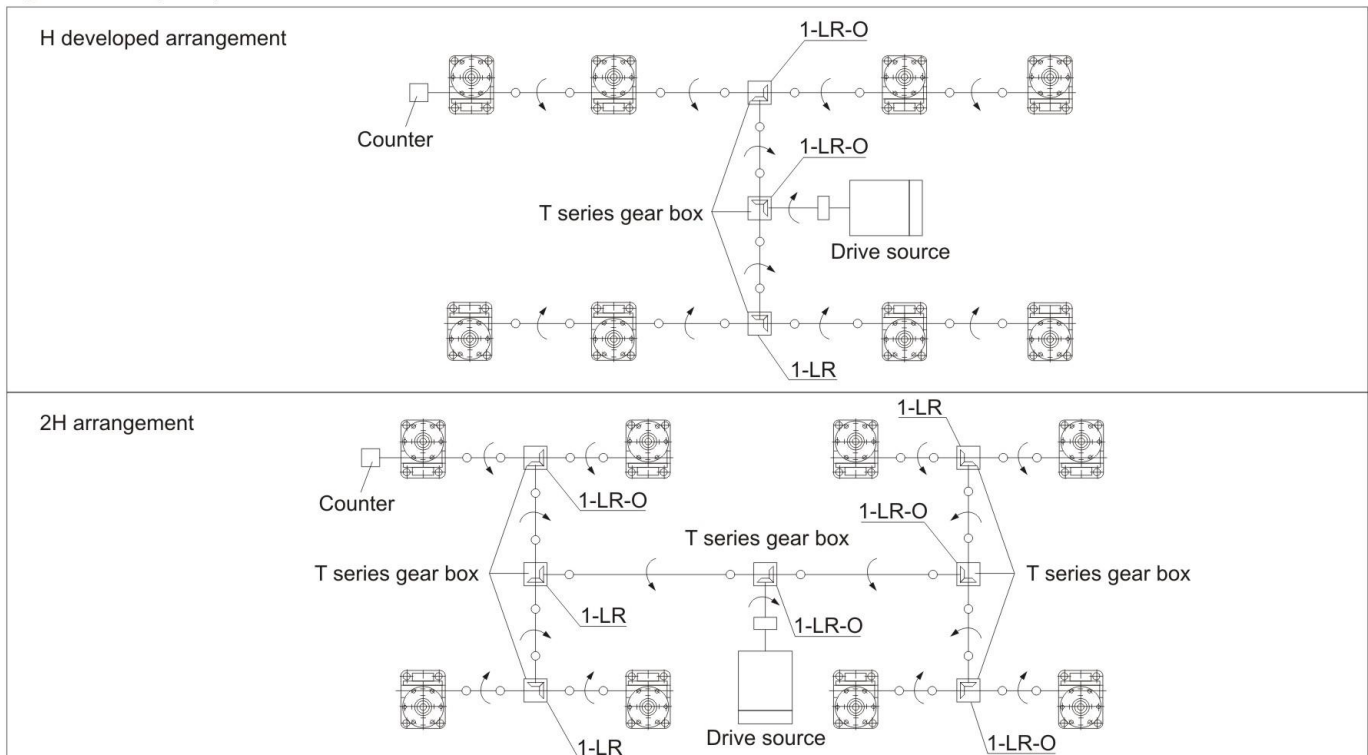 H developed arrangement
1-LR-O
Counter
1-LR-O
T series gear box
Drive source
1-LR
2H arrangement
1-LR
Counter
1-LR-O
1-LR-O
T series gear box
T series gear box
T series gear box
1-LR
1-LR-O
Drive source
1-LR
1-LR-O